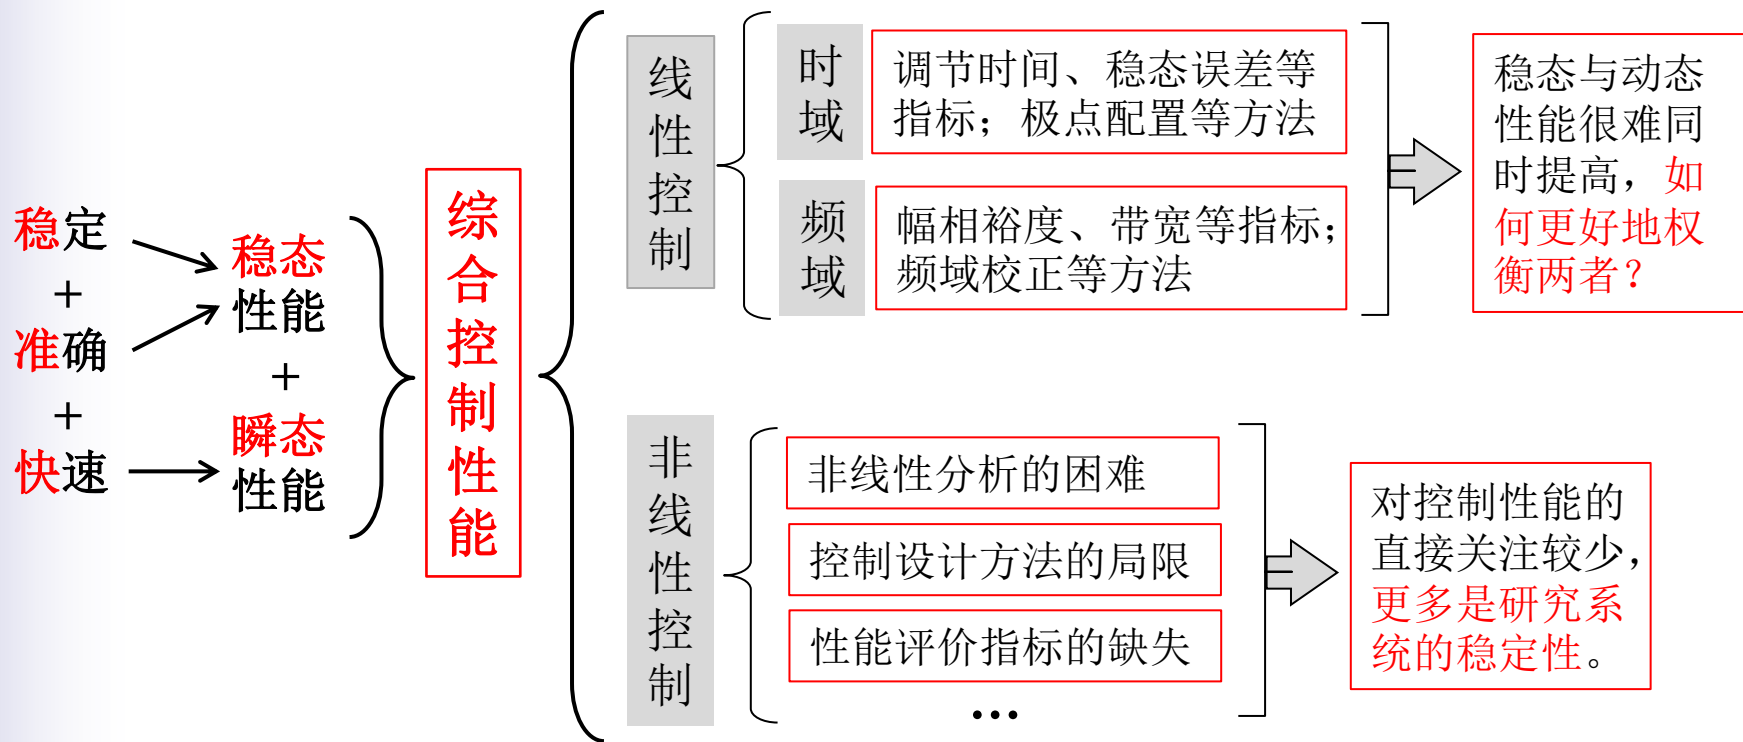 稳定
+
准确
+
快速
稳态
性能
+
瞬态
性能
综合控制性能
线性控制
时域
调节时间、稳态误差等
指标；极点配置等方法
频域
幅相裕度、带宽等指标；
频域校正等方法
稳态与动态
性能很难同
时提高，如
何更好地权
衡两者？
非线性控制
非线性分析的困难
控制设计方法的局限
性能评价指标的缺失
…
对控制性能的
直接关注较少，
更多是研究系
统的稳定性。